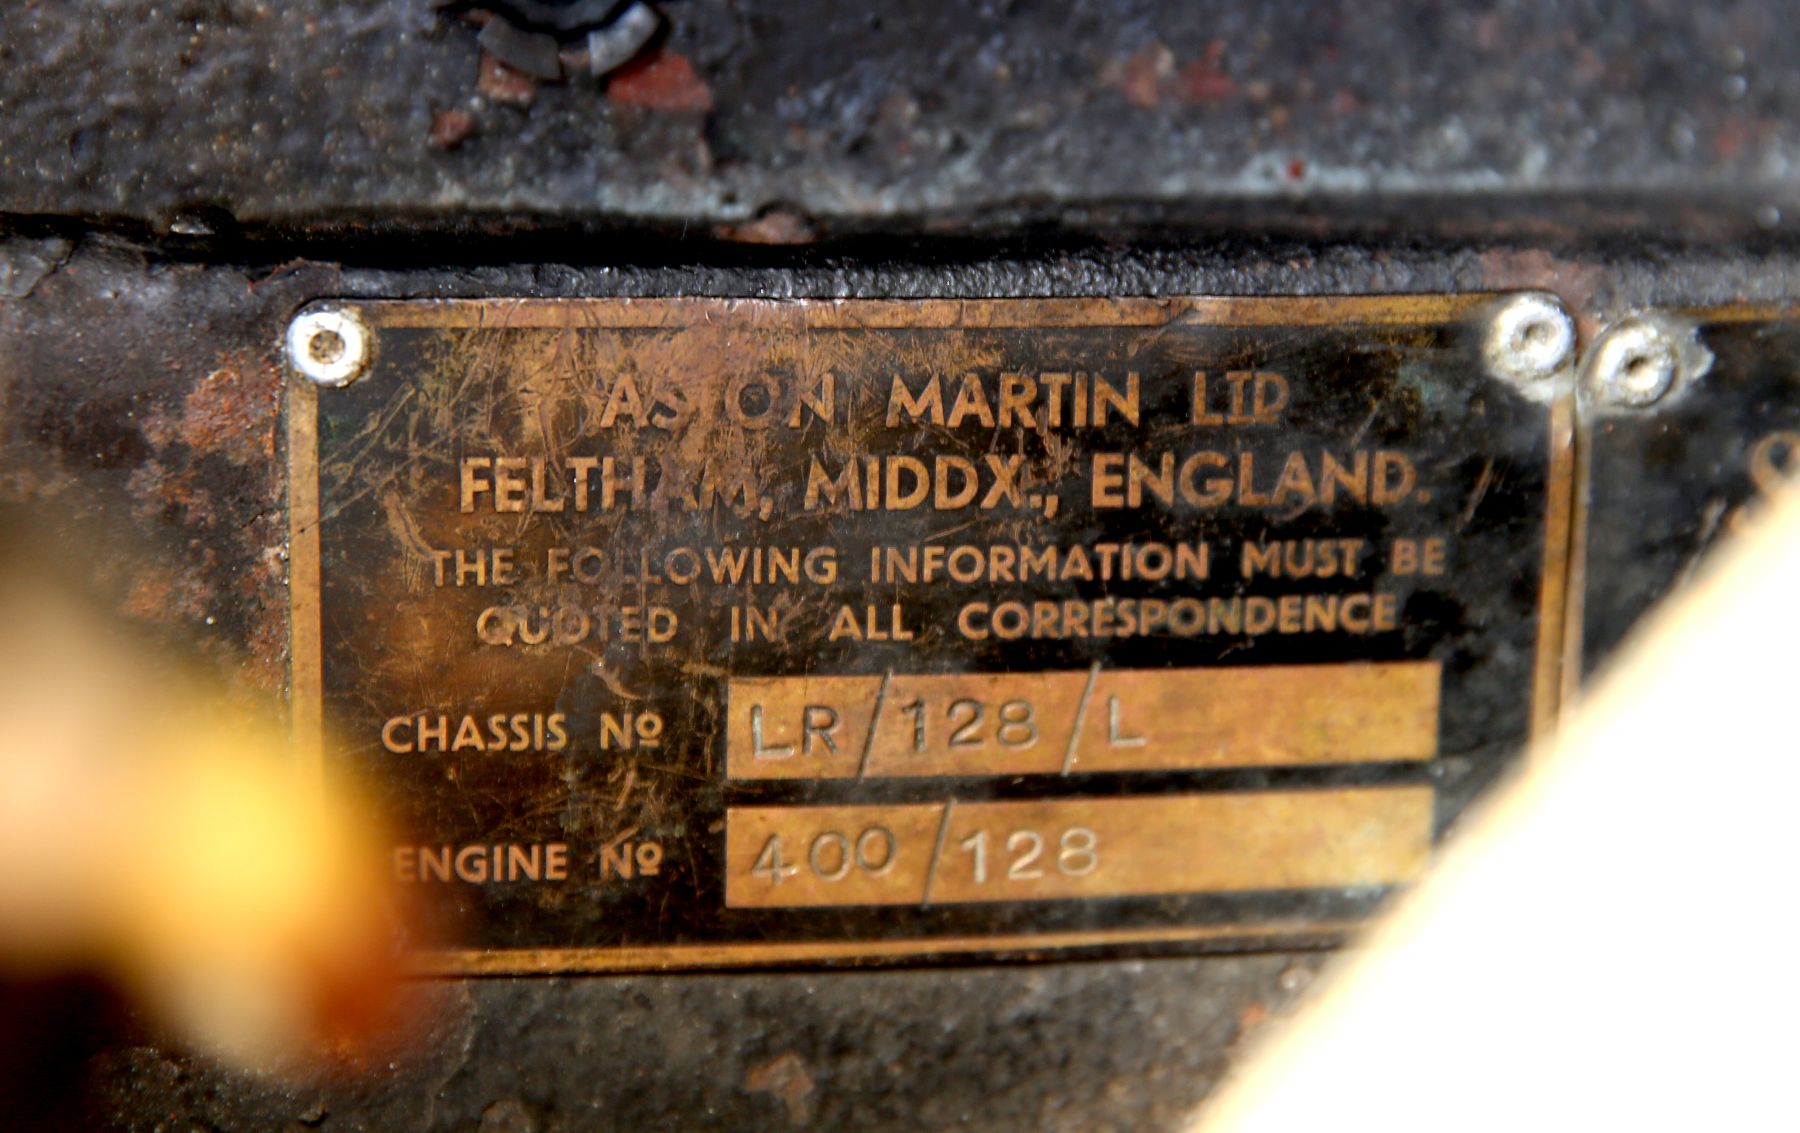 ASTON MARTIN LTD
FELTHAM, MIDDX., ENGLAND.
THE FOLLOWING INFORMATION MUST BE
QUOTED IN ALL CORRESPONDENCE
CHASSIS Nº LR/128/L
ENGINE Nº 400/128